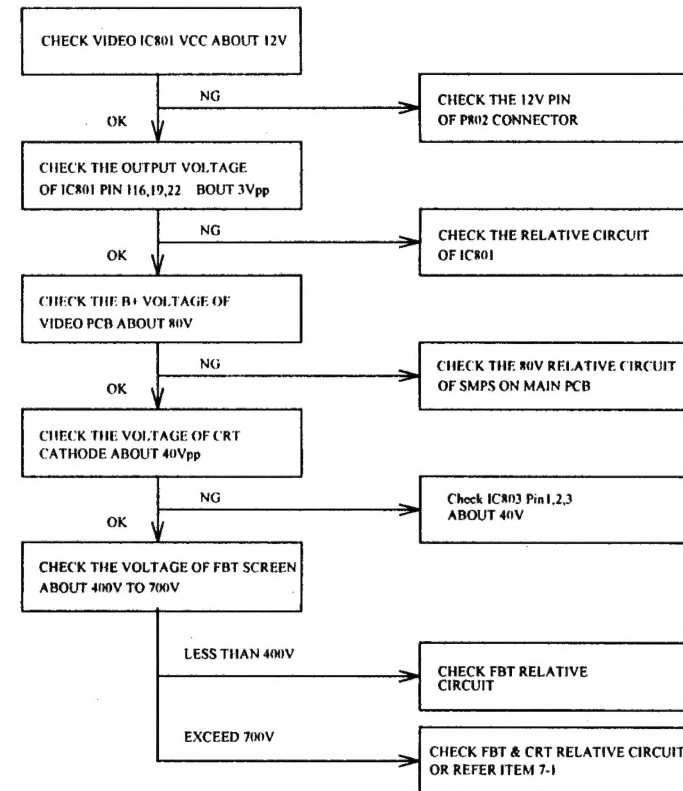 CHECK VIDEO IC801 VCC ABOUT 12V
NG
OK
CHECK THE 12V PIN
OF P802 CONNECTOR
CHECK THE OUTPUT VOLTAGE
OF IC801 PIN 116,19,22 BOUT 3Vpp
NG
OK
CHECK THE RELATIVE CIRCUIT
OF IC801
CHECK THE B+ VOLTAGE OF
VIDEO PCB ABOUT 80V
NG
OK
CHECK THE 80V RELATIVE CIRCUIT
OF SMPS ON MAIN PCB
CHECK THE VOLTAGE OF CRT
CATHODE ABOUT 40Vpp
NG
OK
Check IC803 Pin1,2,3
ABOUT 40V
CHECK THE VOLTAGE OF FBT SCREEN
ABOUT 400V TO 700V
LESS THAN 400V
CHECK FBT RELATIVE
CIRCUIT
EXCEED 700V
CHECK FBT & CRT RELATIVE CIRCUIT
OR REFER ITEM 7-1